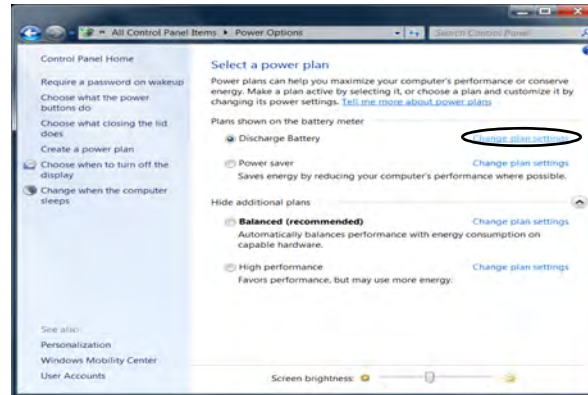 All Control Panel Items ▸ Power Options
Search Control Panel
Control Panel Home
Require a password on wakeup
Choose what the power
buttons do
Choose what closing the lid
does
Create a power plan
Choose when to turn off the
display
Change when the computer
sleeps
See also
Personalization
Windows Mobility Center
User Accounts
Select a power plan
Power plans can help you maximize your computer's performance or conserve
energy. Make a plan active by selecting it, or choose a plan and customize it by
changing its power settings. Tell me more about power plans
Plans shown on the battery meter
Discharge Battery Change plan settings
Power saver Change plan settings
Saves energy by reducing your computer's performance where possible.
Hide additional plans
Balanced (recommended) Change plan settings
Automatically balances performance with energy consumption on
capable hardware.
High performance Change plan settings
Favors performance, but may use more energy.
Screen brightness: